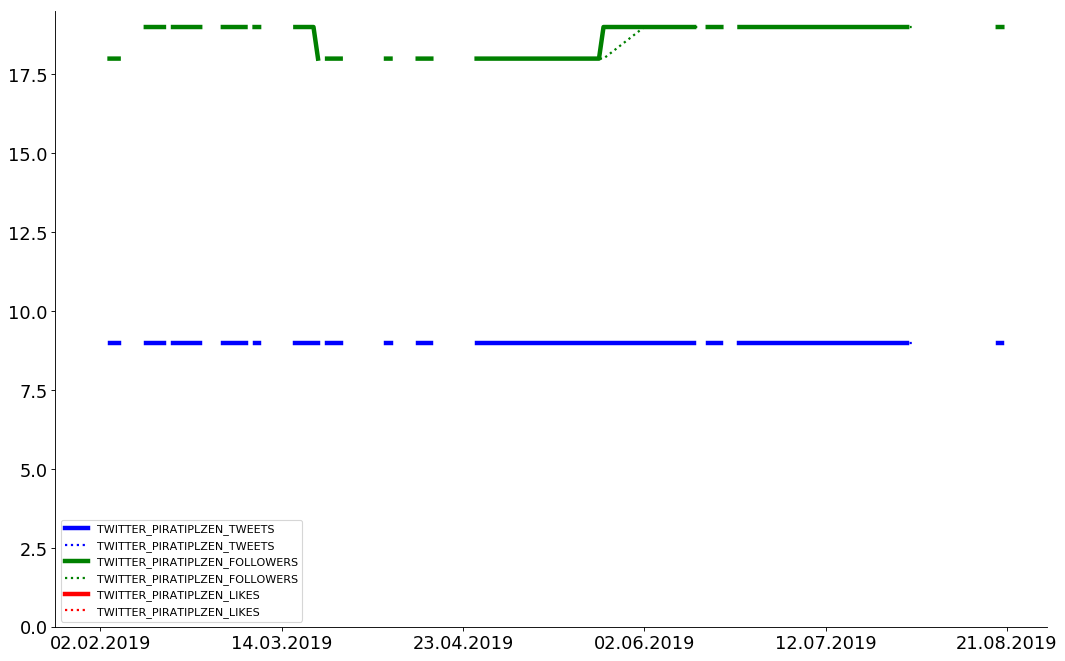 17.5
15.0
12.5
10.0
7.5
5.0
2.5
0.0
TWITTER_PIRATIPLZEN_TWEETS
TWITTER_PIRATIPLZEN_TWEETS
TWITTER_PIRATIPLZEN_FOLLOWERS
TWITTER_PIRATIPLZEN_FOLLOWERS
TWITTER_PIRATIPLZEN_LIKES
TWITTER_PIRATIPLZEN_LIKES
02.02.2019 14.03.2019 23.04.2019 02.06.2019 12.07.2019 21.08.2019